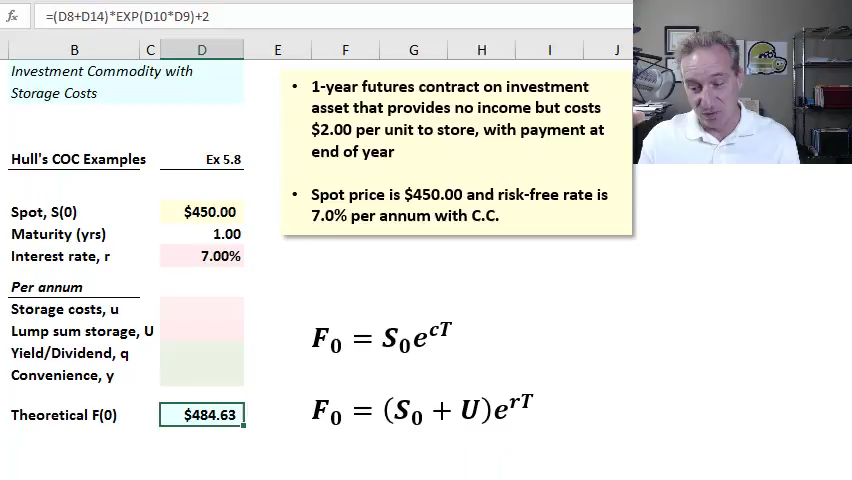 fx =(D8+D14)*EXP(D10*D9)+2
B C D E F G H I J
Investment Commodity with
Storage Costs
Hull's COC Examples Ex 5.8
Spot, S(0) $450.00
Maturity (yrs) 1.00
Interest rate, r 7.00%
Per annum
Storage costs, u
Lump sum storage, U
Yield/Dividend, q
Convenience, y
Theoretical F(0) $484.63
• 1-year futures contract on investment
asset that provides no income but costs
$2.00 per unit to store, with payment at
end of year
• Spot price is $450.00 and risk-free rate is
7.0% per annum with C.C.
F₀ = S₀e^{cT}
F₀ = (S₀ + U)e^{rT}